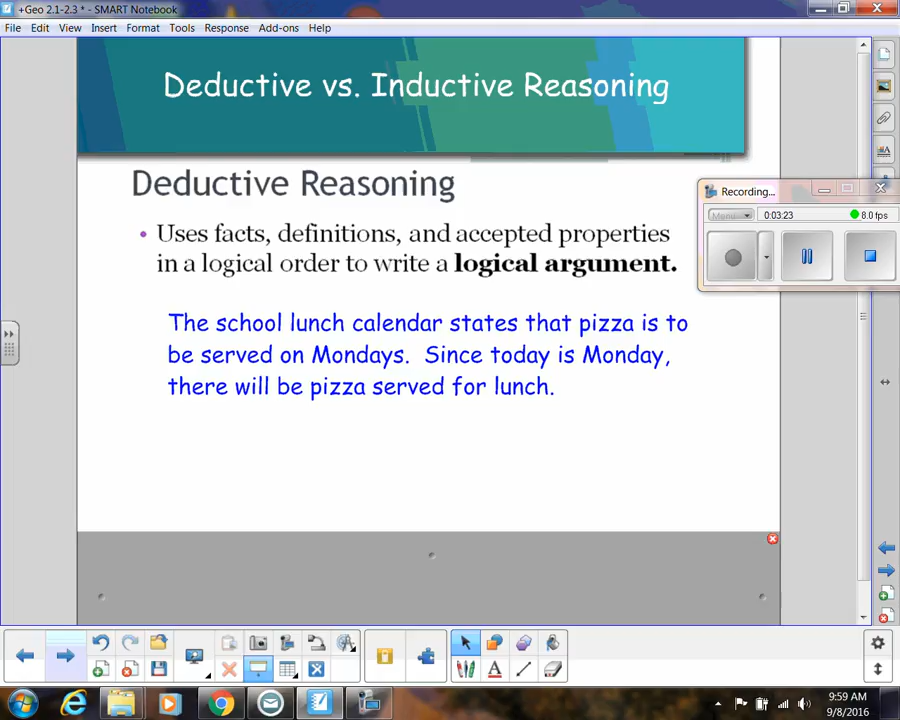 +Geo 2.1-2.3 * - SMART Notebook
File Edit View Insert Format Tools Response Add-ons Help
Deductive vs. Inductive Reasoning
Deductive Reasoning
• Uses facts, definitions, and accepted properties
in a logical order to write a logical argument.
The school lunch calendar states that pizza is to
be served on Mondays. Since today is Monday,
there will be pizza served for lunch.
Recording...
Menu 0:03:23 8.0 fps
9:59 AM
9/8/2016